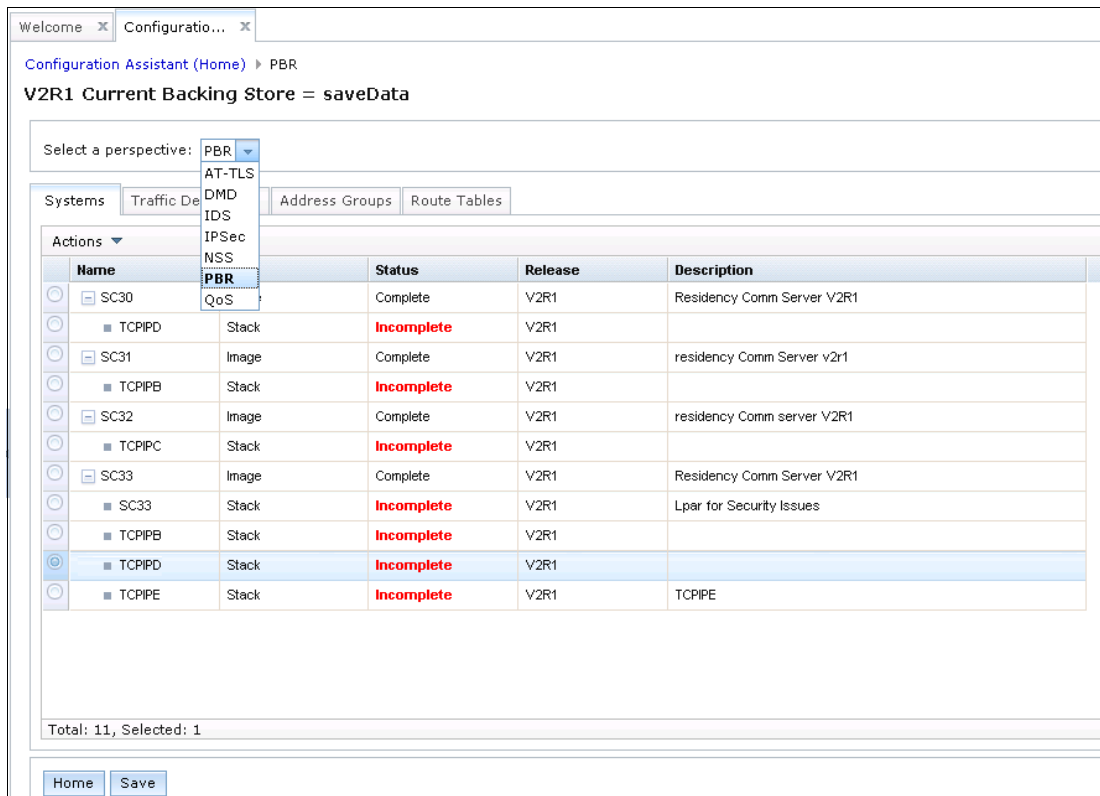 Welcome X Configuratio... X
Configuration Assistant (Home) PBR
V2R1 Current Backing Store = saveData
Select a perspective: PBR
AT-TLS
DMD
IDS
IPSec
NSS
PBR
QoS
Systems Traffic De Address Groups Route Tables
Actions
Name Status Release Description
SC30 Complete V2R1 Residency Comm Server V2R1
TCPIPD Stack Incomplete V2R1
SC31 Image Complete V2R1 residency Comm Server v2r1
TCPIPB Stack Incomplete V2R1
SC32 Image Complete V2R1 residency Comm server V2R1
TCPIPC Stack Incomplete V2R1
SC33 Image Complete V2R1 Residency Comm Server V2R1
SC33 Stack Incomplete V2R1 Lpar for Security Issues
TCPIPB Stack Incomplete V2R1
TCPIPD Stack Incomplete V2R1
TCPIPE Stack Incomplete V2R1 TCPIPE
Total: 11, Selected: 1
Home Save